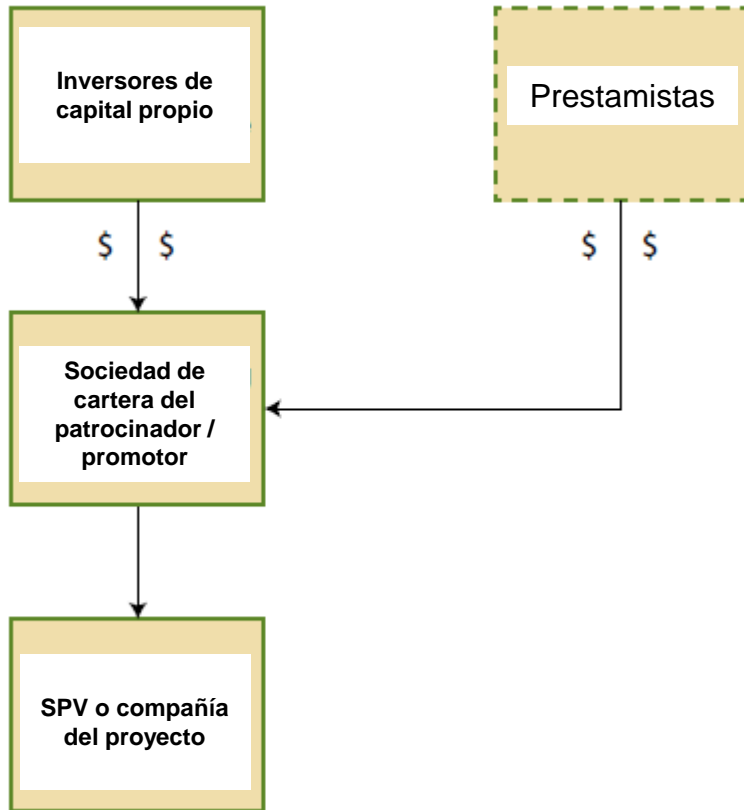 Inversores de
capital propio
Prestamistas
$ $
$ $
Sociedad de
cartera del
patrocinador /
promotor
SPV o compañía
del proyecto